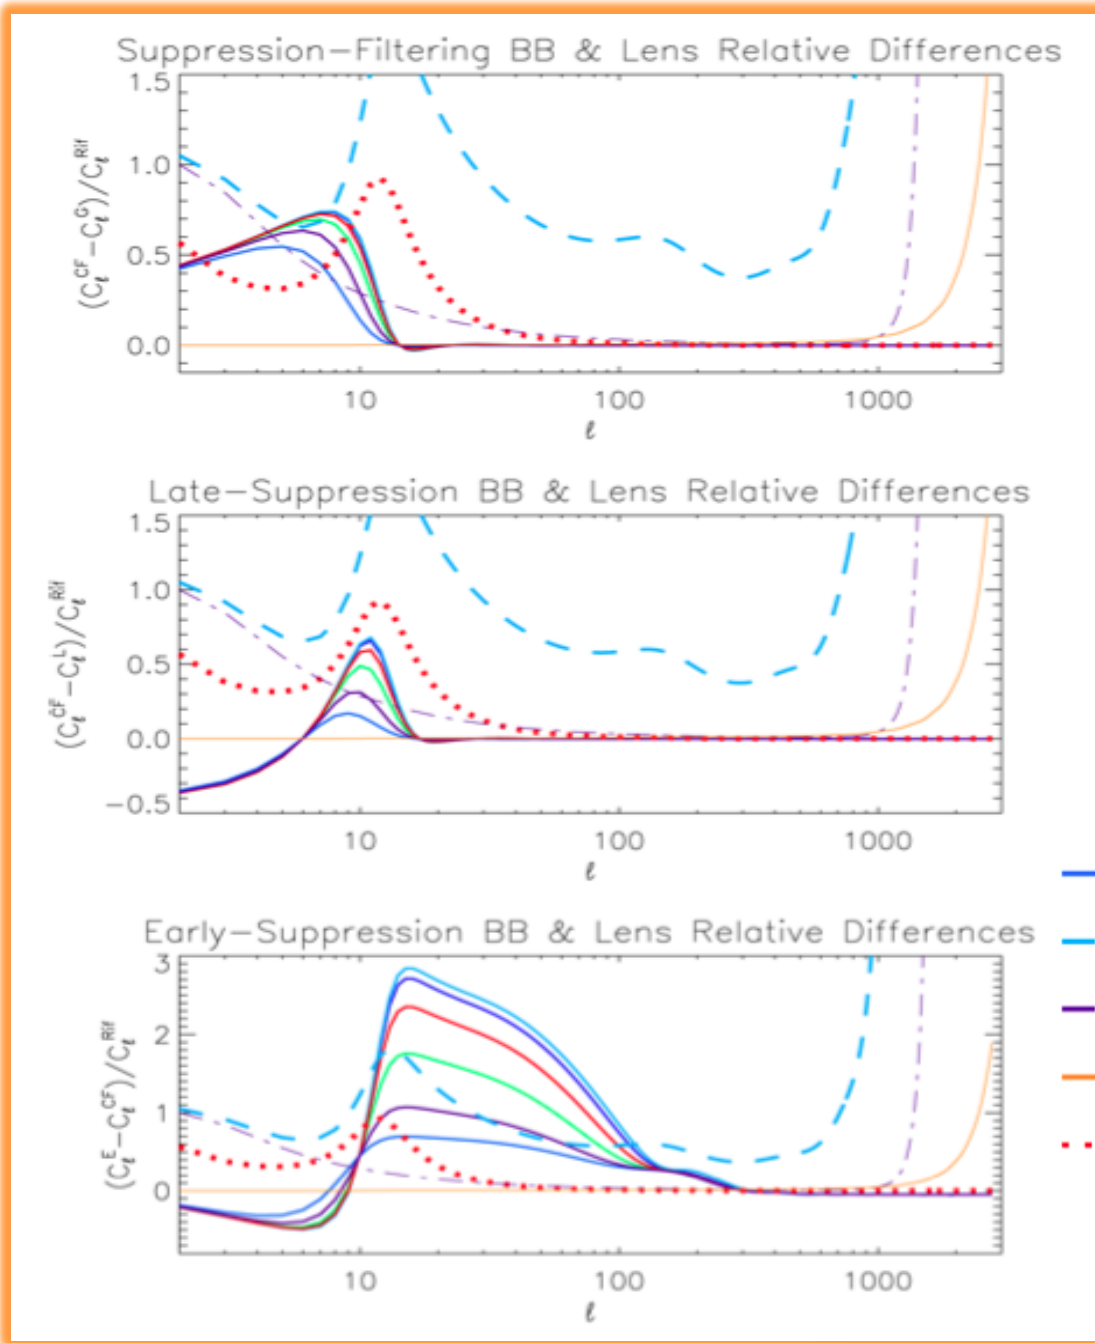 Suppression-Filtering BB & Lens Relative Differences
(C_ℓ^CF-C_ℓ^G)/C_ℓ^Rif
1.5
1.0
0.5
0.0
10 100 1000
ℓ
Late-Suppression BB & Lens Relative Differences
(C_ℓ^CF-C_ℓ^L)/C_ℓ^Rif
1.5
1.0
0.5
0.0
-0.5
10 100 1000
ℓ
Early-Suppression BB & Lens Relative Differences
(C_ℓ^E-C_ℓ^CF)/C_ℓ^Rif
3
2
1
0
10 100 1000
ℓ